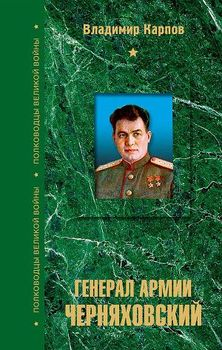 Владимир Карпов
ГЕНЕРАЛ АРМИИ
ЧЕРНЯХОВСКИЙ
ПОЛКОВОДЦЫ ВЕЛИКОЙ ВОЙНЫ
ПОЛКОВОДЦЫ ВЕЛИКОЙ ВОЙНЫ